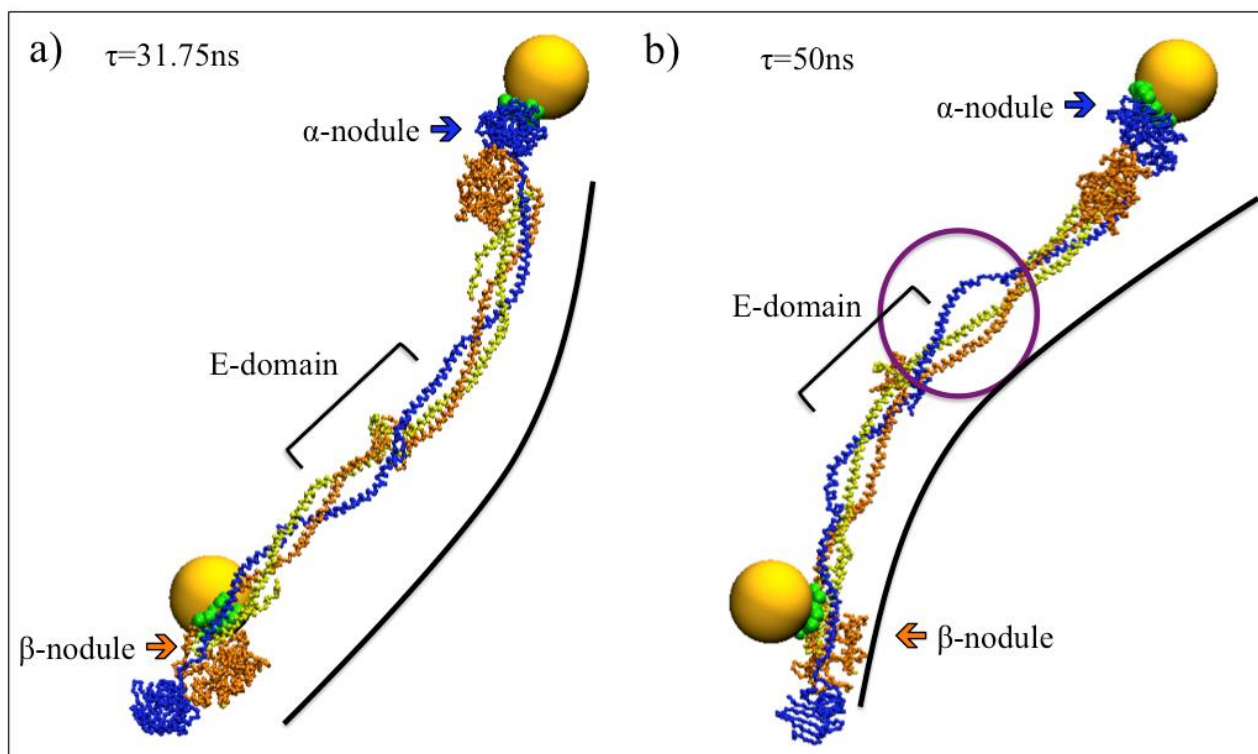 a)
τ=31.75ns
α-nodule
E-domain
β-nodule
b)
τ=50ns
α-nodule
E-domain
β-nodule